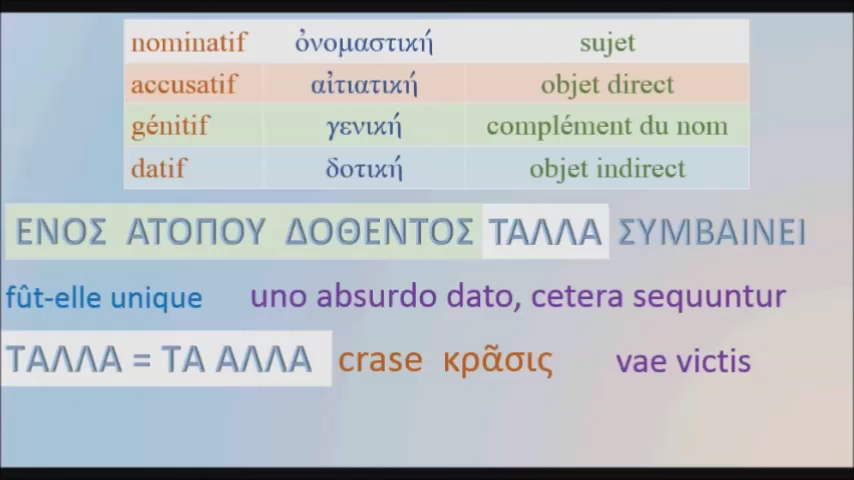 nominatif ὀνομαστική sujet
accusatif αἰτιατική objet direct
génitif γενική complément du nom
datif δοτική objet indirect
ΕΝΟΣ ΑΤΟΠΟΥ ΔΟΘΕΝΤΟΣ ΤΑΛΛΑ ΣΥΜΒΑΙΝΕΙ
fût-elle unique uno absurdo dato, cetera sequuntur
ΤΑΛΛΑ = ΤΑ ΑΛΛΑ crase κρᾶσις vae victis